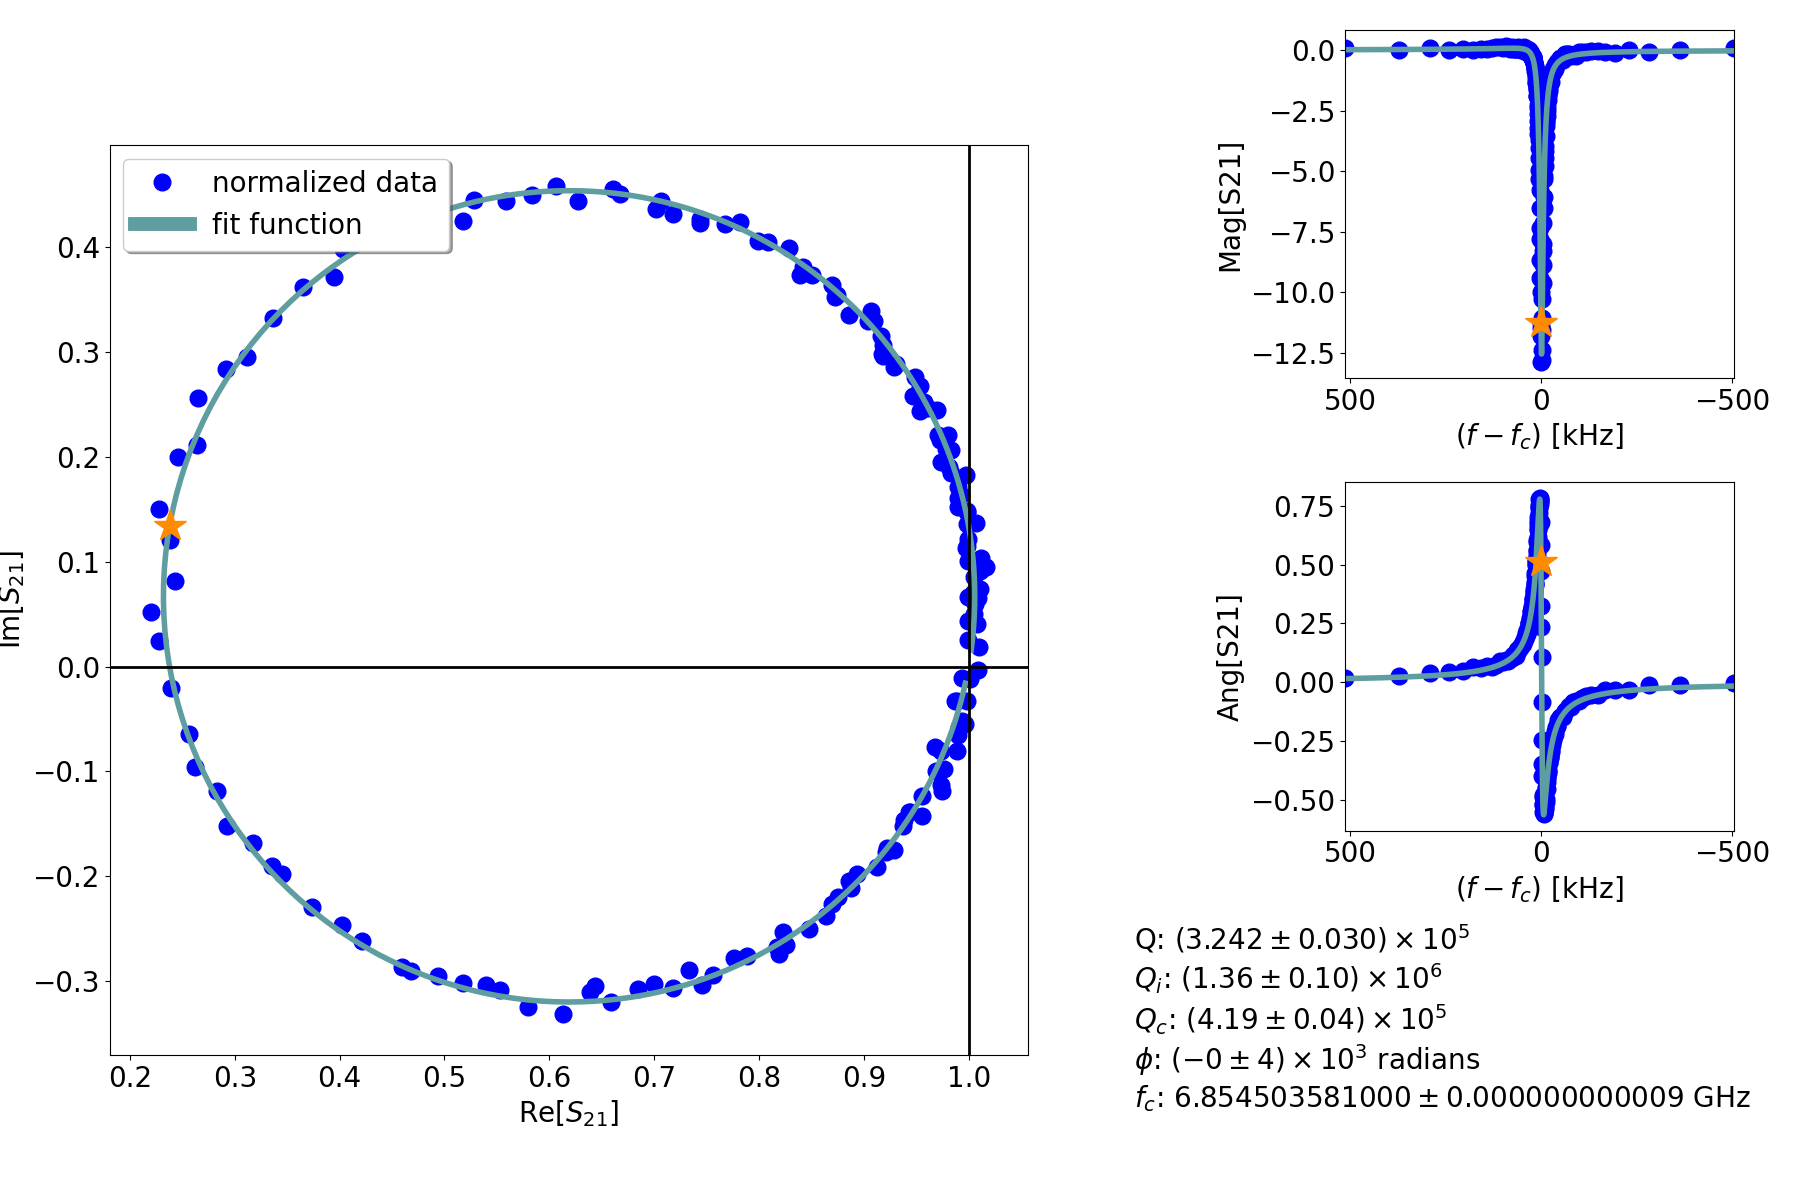 normalized data
fit function
0.4
0.3
0.2
0.1
0.0
−0.1
−0.2
−0.3
Im[S21]
0.2 0.3 0.4 0.5 0.6 0.7 0.8 0.9 1.0
Re[S21]
0.0
−2.5
−5.0
−7.5
−10.0
−12.5
Mag[S21]
500 0 −500
(f − fc) [kHz]
0.75
0.50
0.25
0.00
−0.25
−0.50
Ang[S21]
500 0 −500
(f − fc) [kHz]
Q: (3.242 ± 0.030) × 10^5
Qi: (1.36 ± 0.10) × 10^6
Qc: (4.19 ± 0.04) × 10^5
ϕ: (−0 ± 4) × 10^3 radians
fc: 6.854503581000 ± 0.000000000009 GHz